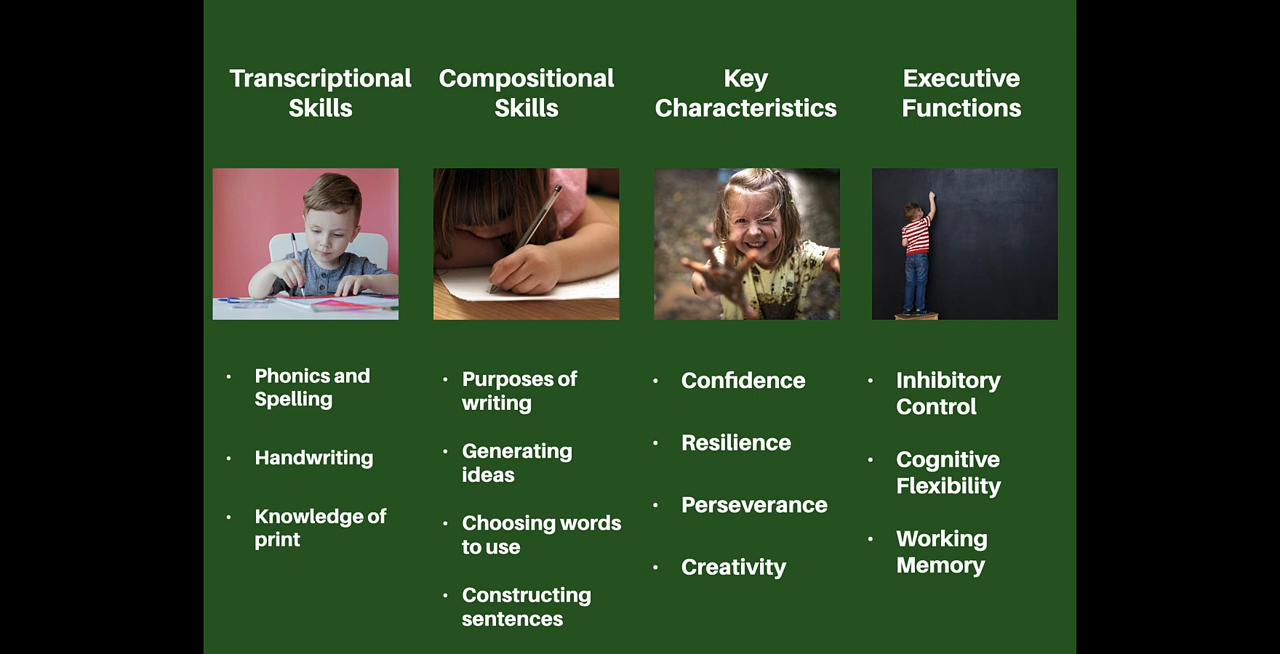 Transcriptional
Skills
Compositional
Skills
Key
Characteristics
Executive
Functions
• Phonics and
Spelling
• Handwriting
• Knowledge of
print
• Purposes of
writing
• Generating
ideas
• Choosing words
to use
• Constructing
sentences
• Confidence
• Resilience
• Perseverance
• Creativity
• Inhibitory
Control
• Cognitive
Flexibility
• Working
Memory